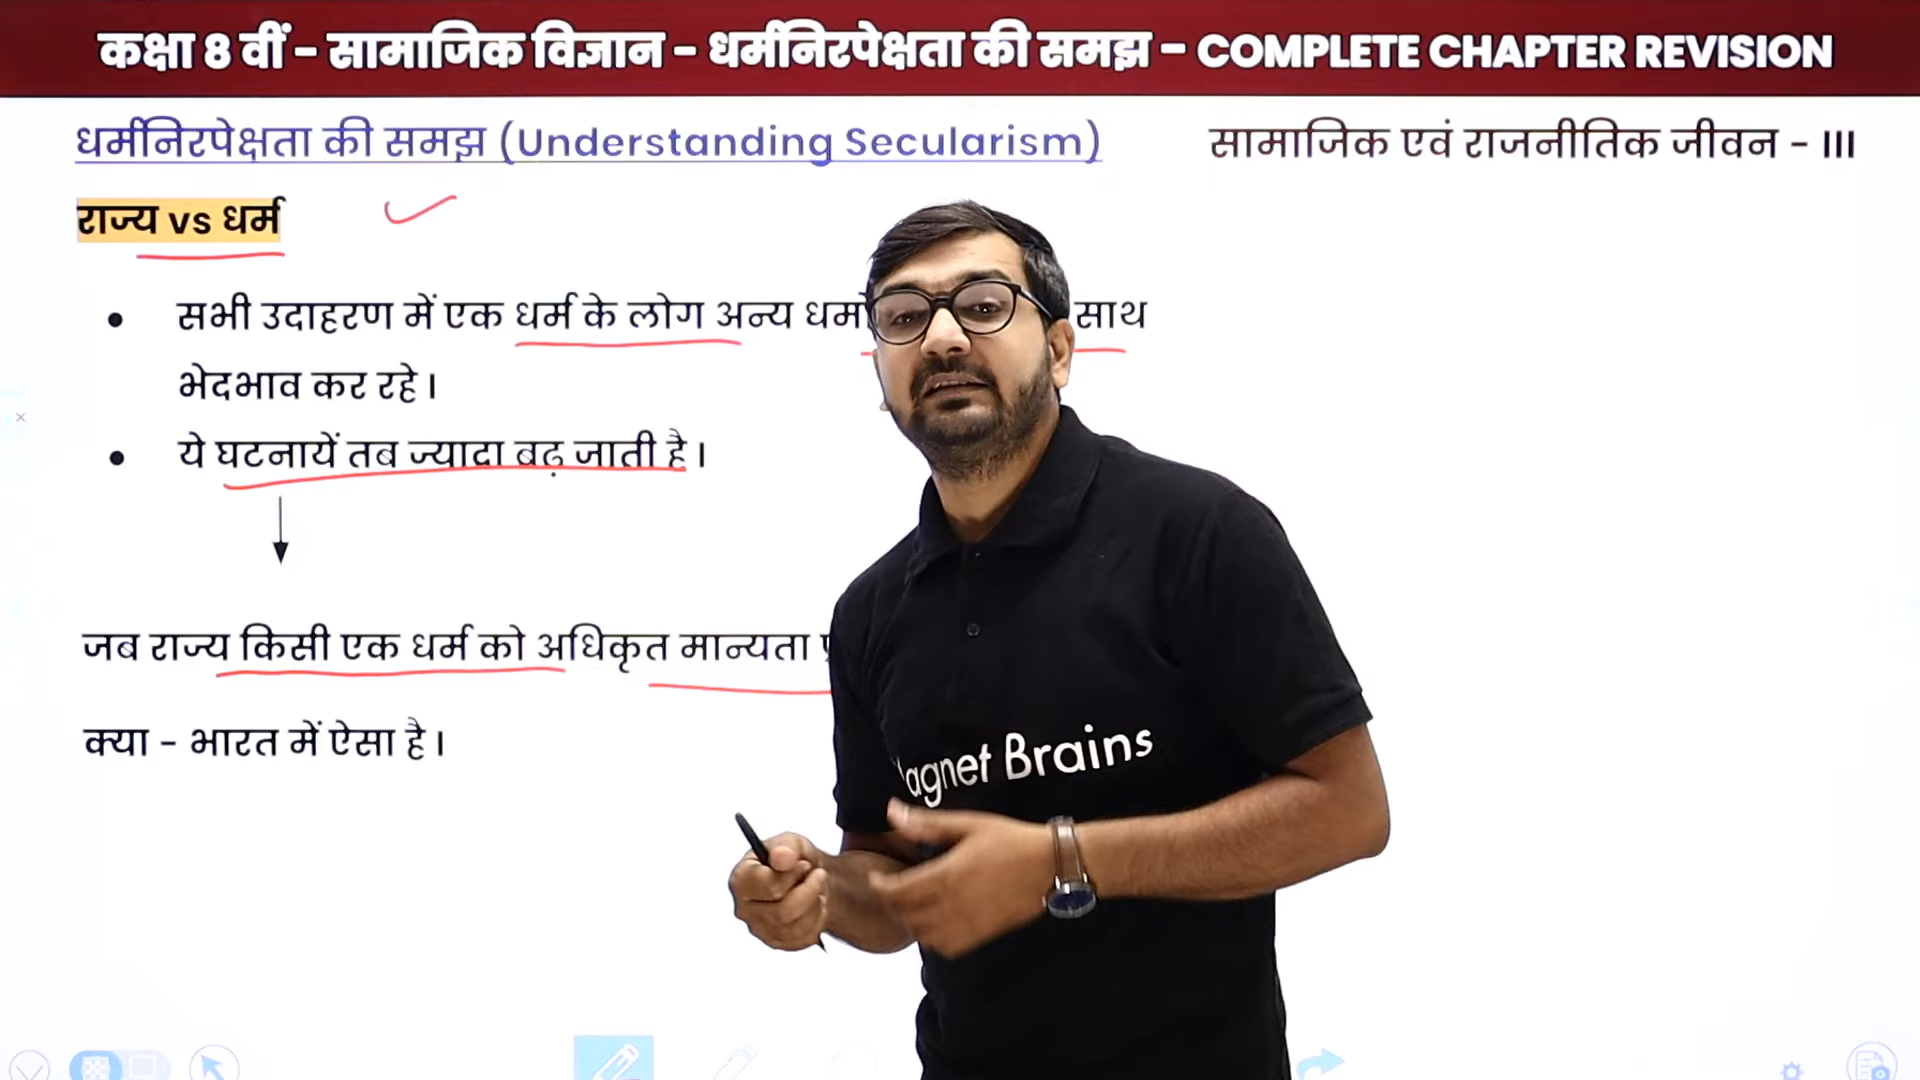 कक्षा 8 वीं - सामाजिक विज्ञान - धर्मनिरपेक्षता की समझ - COMPLETE CHAPTER REVISION
धर्मनिरपेक्षता की समझ (Understanding Secularism)
सामाजिक एवं राजनीतिक जीवन - III
राज्य vs धर्म
सभी उदाहरण में एक धर्म के लोग अन्य साथ
भेदभाव कर रहे।
ये घटनायें तब ज्यादा बढ़ जाती है।
जब राज्य किसी एक धर्म को अधिकृत मान्यता
क्या - भारत में ऐसा है।
agnet Brains